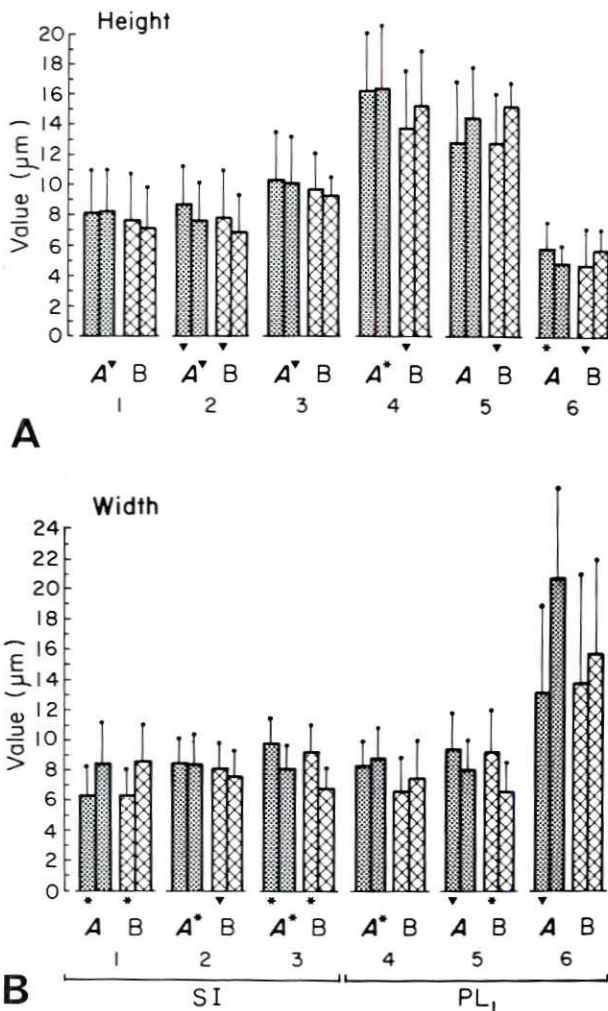 Height
Value (μm)
20
18
16
14
12
10
8
6
4
2
0
▼ ▼ ▼ ▼ * ▼
A▼ B A▼ B A▼ B A* B A B A B
1 2 3 4 5 6
A
Width
Value (μm)
24
22
20
18
16
14
12
10
8
6
4
2
0
* * ▼ * * ▼ * ▼
A B A* B A* B A* B A B A B
1 2 3 4 5 6
B
SI PL₁